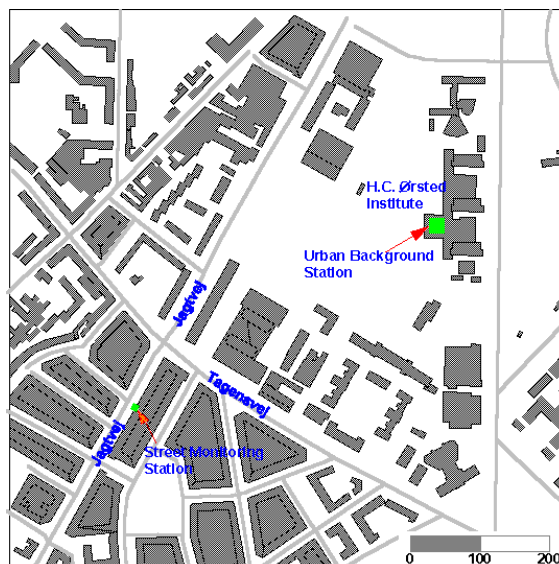 H.C. Ørsted
Institute
Urban Background
Station
Jagtvej
Tagensvej
Jagtvej
Street Monitoring
Station
0 100 200